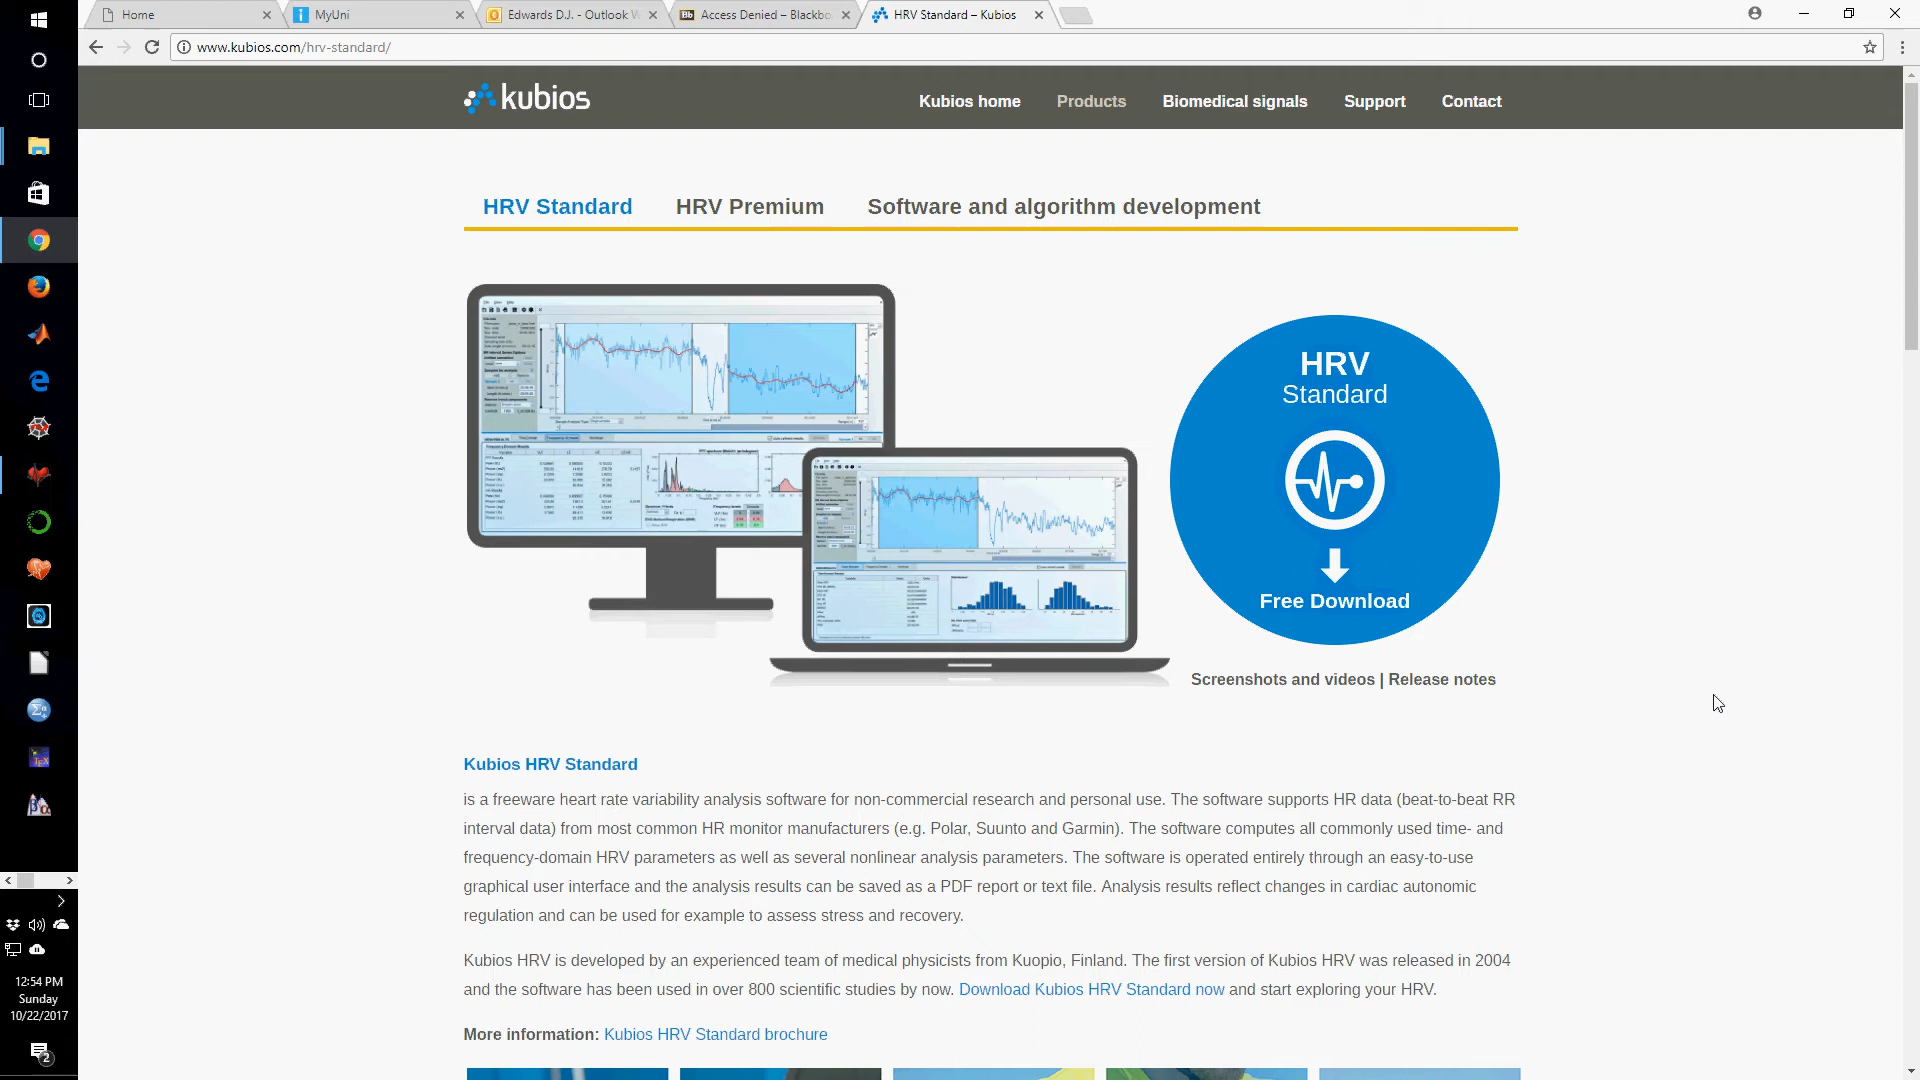 Home
MyUni
Edwards D.J. - Outlook W
Access Denied – Blackbo
HRV Standard – Kubios
www.kubios.com/hrv-standard/
kubios
Kubios home
Products
Biomedical signals
Support
Contact
HRV Standard
HRV Premium
Software and algorithm development
HRV
Standard
Free Download
Screenshots and videos | Release notes
Kubios HRV Standard
is a freeware heart rate variability analysis software for non-commercial research and personal use. The software supports HR data (beat-to-beat RR
interval data) from most common HR monitor manufacturers (e.g. Polar, Suunto and Garmin). The software computes all commonly used time- and
frequency-domain HRV parameters as well as several nonlinear analysis parameters. The software is operated entirely through an easy-to-use
graphical user interface and the analysis results can be saved as a PDF report or text file. Analysis results reflect changes in cardiac autonomic
regulation and can be used for example to assess stress and recovery.
Kubios HRV is developed by an experienced team of medical physicists from Kuopio, Finland. The first version of Kubios HRV was released in 2004
and the software has been used in over 800 scientific studies by now. Download Kubios HRV Standard now and start exploring your HRV.
More information: Kubios HRV Standard brochure
12:54 PM
Sunday
10/22/2017
2